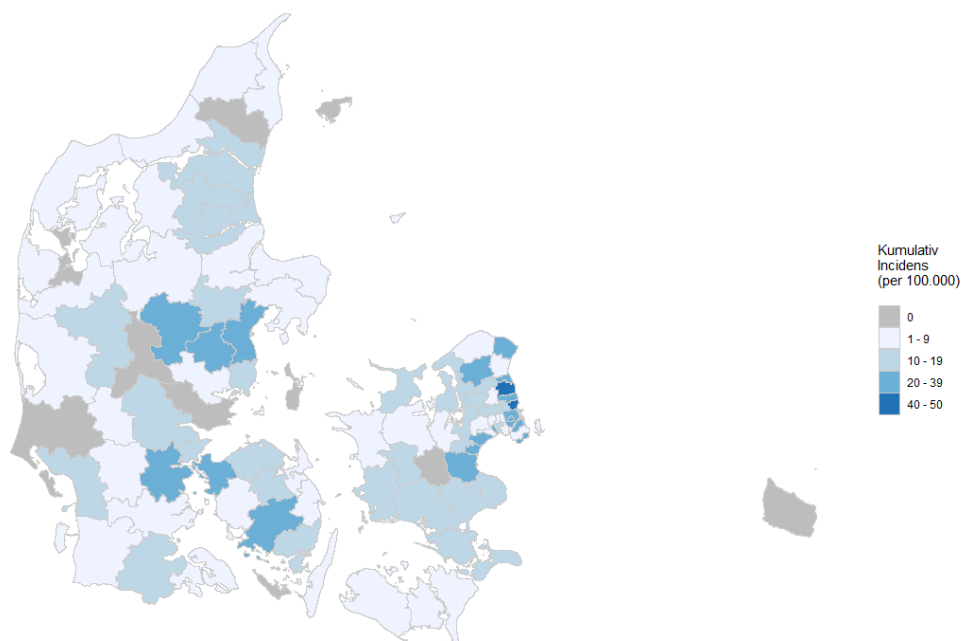 Kumulativ
Incidens
(per 100.000)
0
1 - 9
10 - 19
20 - 39
40 - 50